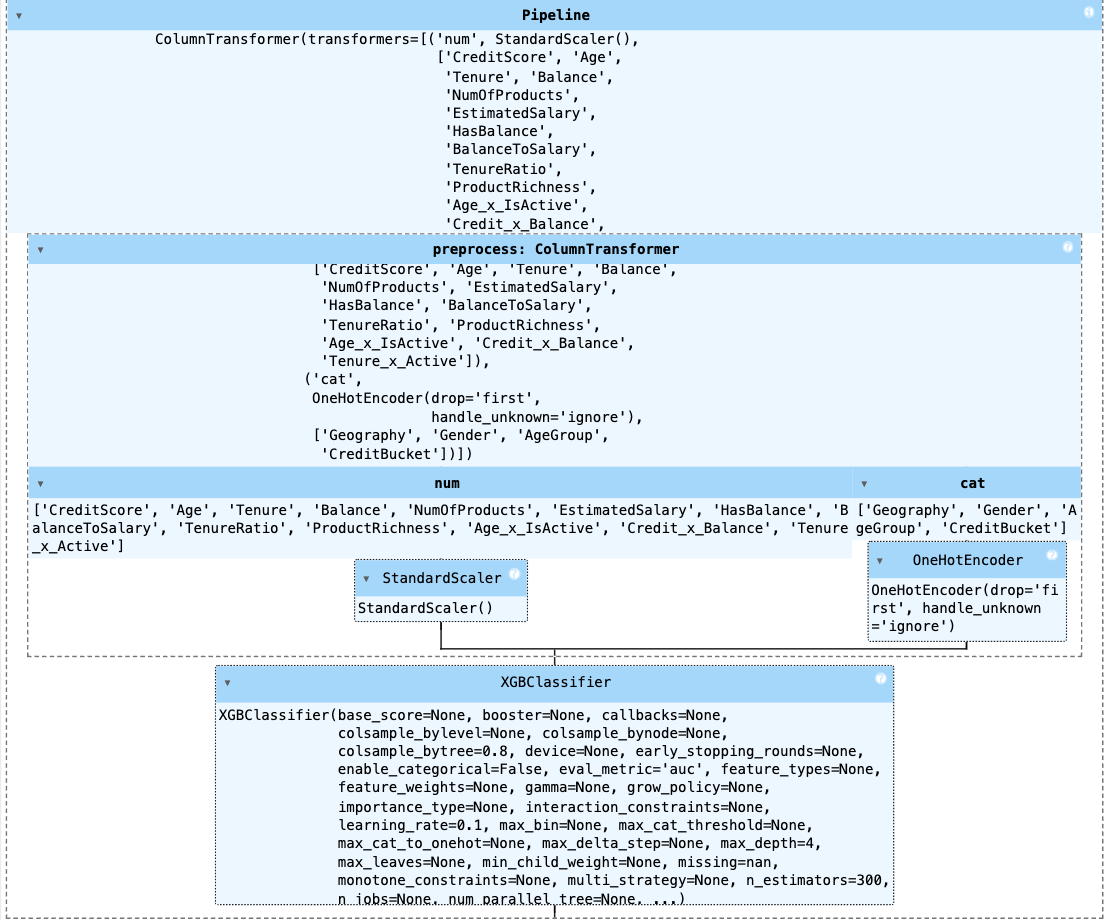 Pipeline
ColumnTransformer(transformers=[('num', StandardScaler(),
['CreditScore', 'Age',
'Tenure', 'Balance',
'NumOfProducts',
'EstimatedSalary',
'HasBalance',
'BalanceToSalary',
'TenureRatio',
'ProductRichness',
'Age_x_IsActive',
'Credit_x_Balance',
preprocess: ColumnTransformer
['CreditScore', 'Age', 'Tenure', 'Balance',
'NumOfProducts', 'EstimatedSalary',
'HasBalance', 'BalanceToSalary',
'TenureRatio', 'ProductRichness',
'Age_x_IsActive', 'Credit_x_Balance',
'Tenure_x_Active']),
('cat',
OneHotEncoder(drop='first',
handle_unknown='ignore'),
['Geography', 'Gender', 'AgeGroup',
'CreditBucket'])])
num
['CreditScore', 'Age', 'Tenure', 'Balance', 'NumOfProducts', 'EstimatedSalary', 'HasBalance', 'B
alanceToSalary', 'TenureRatio', 'ProductRichness', 'Age_x_IsActive', 'Credit_x_Balance', 'Tenure
_x_Active']
cat
['Geography', 'Gender', 'A
geGroup', 'CreditBucket']
StandardScaler
?
StandardScaler()
OneHotEncoder
?
OneHotEncoder(drop='fi
rst', handle_unknown
='ignore')
XGBClassifier
?
XGBClassifier(base_score=None, booster=None, callbacks=None,
colsample_bylevel=None, colsample_bynode=None,
colsample_bytree=0.8, device=None, early_stopping_rounds=None,
enable_categorical=False, eval_metric='auc', feature_types=None,
feature_weights=None, gamma=None, grow_policy=None,
importance_type=None, interaction_constraints=None,
learning_rate=0.1, max_bin=None, max_cat_threshold=None,
max_cat_to_onehot=None, max_delta_step=None, max_depth=4,
max_leaves=None, min_child_weight=None, missing=nan,
monotone_constraints=None, multi_strategy=None, n_estimators=300,
n_jobs=None, num_parallel_tree=None, ...)